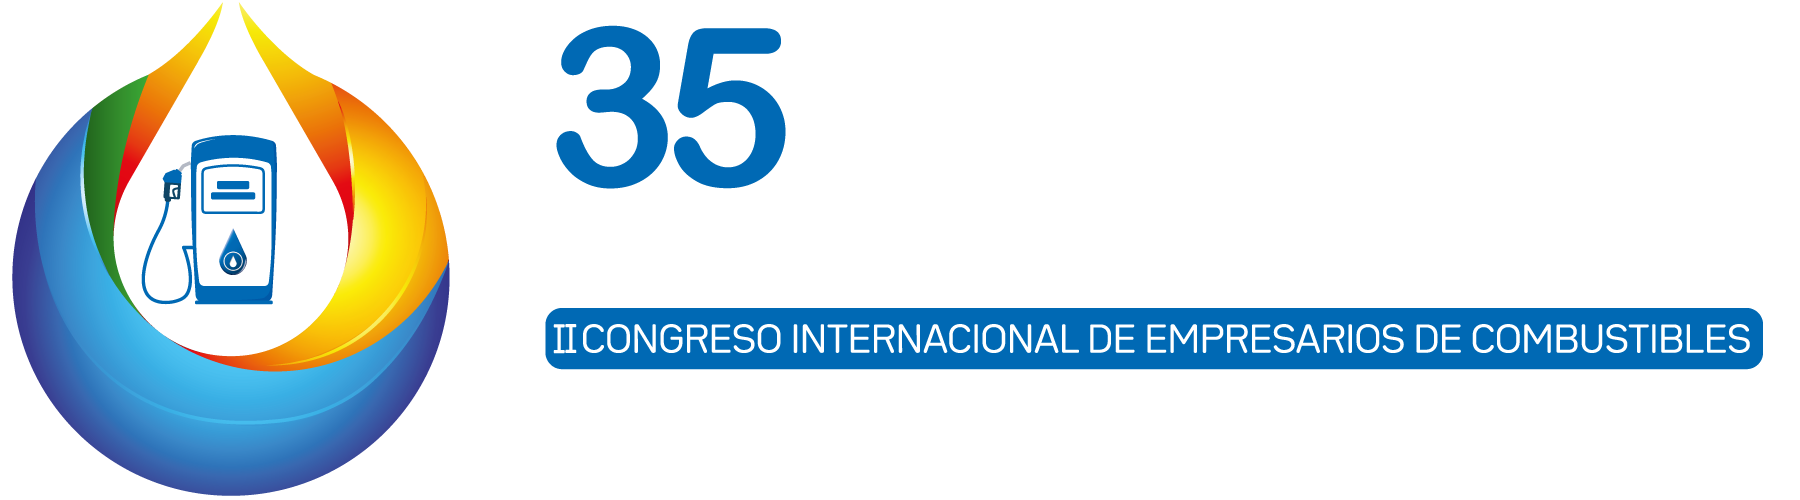 35
II CONGRESO INTERNACIONAL DE EMPRESARIOS DE COMBUSTIBLES